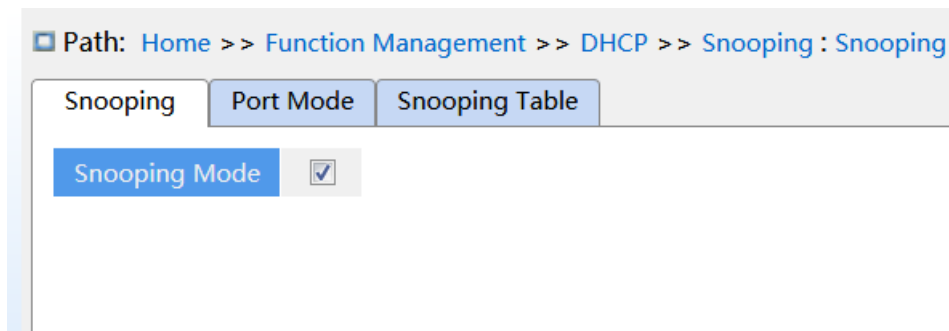 Path: Home >> Function Management >> DHCP >> Snooping : Snooping
Snooping Port Mode Snooping Table
Snooping Mode